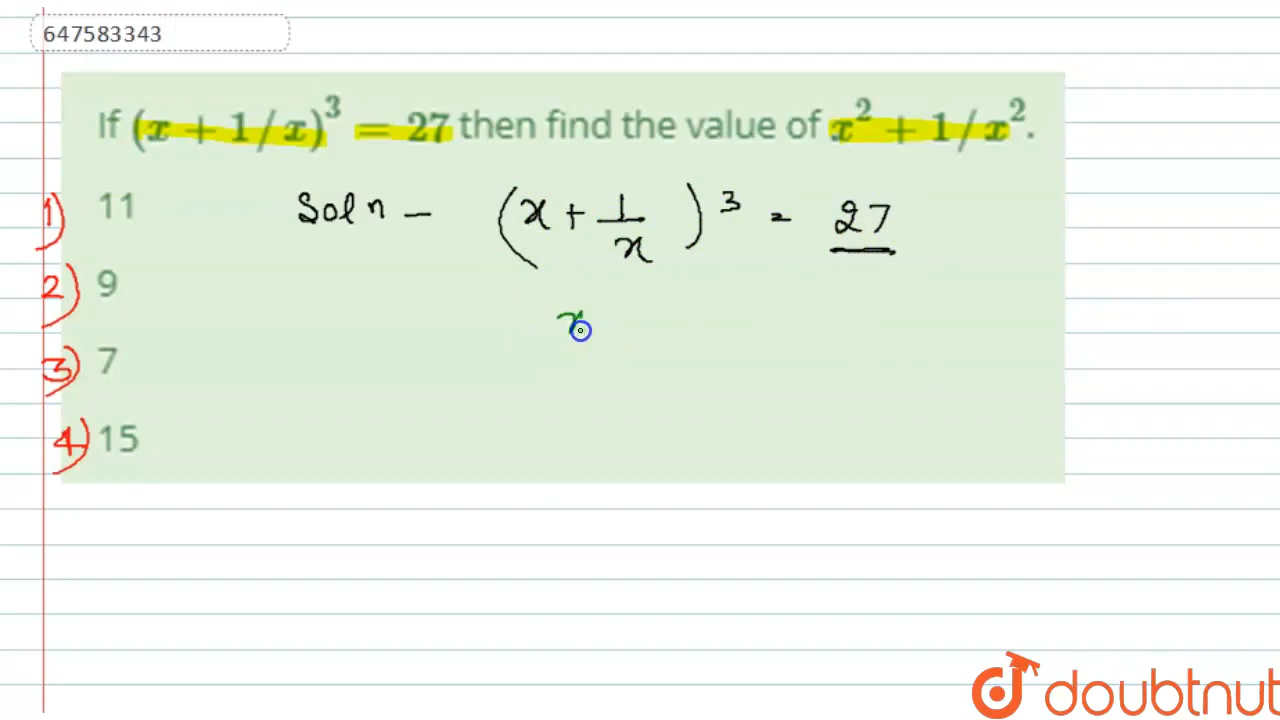 647583343
If (x + 1/x)³ = 27 then find the value of x² + 1/x².
1) 11
Soln – (x + 1/x)³ = 27
2) 9
x
3) 7
4) 15
doubtnut